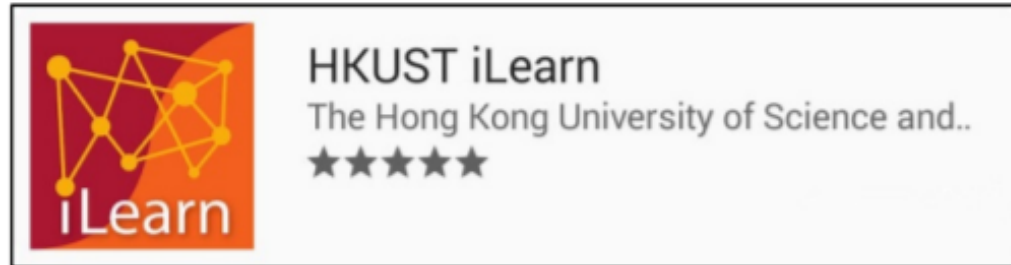 HKUST iLearn
The Hong Kong University of Science and..
iLearn